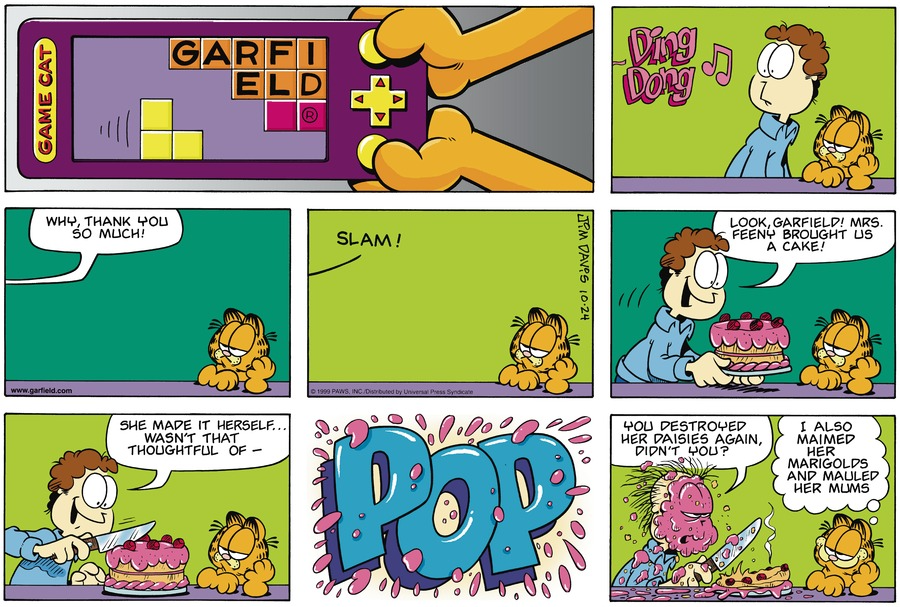 GAME CAT
GARFI
ELD
®
Ding
Dong
WHY, THANK YOU
SO MUCH!
www.garfield.com
SLAM!
JIM DAVIS 10·24
© 1999 PAWS, INC./Distributed by Universal Press Syndicate
LOOK, GARFIELD! MRS.
FEENY BROUGHT US
A CAKE!
SHE MADE IT HERSELF...
WASN'T THAT
THOUGHTFUL OF —
POP
YOU DESTROYED
HER DAISIES AGAIN,
DIDN'T YOU?
I ALSO
MAIMED
HER
MARIGOLDS
AND MAULED
HER MUMS